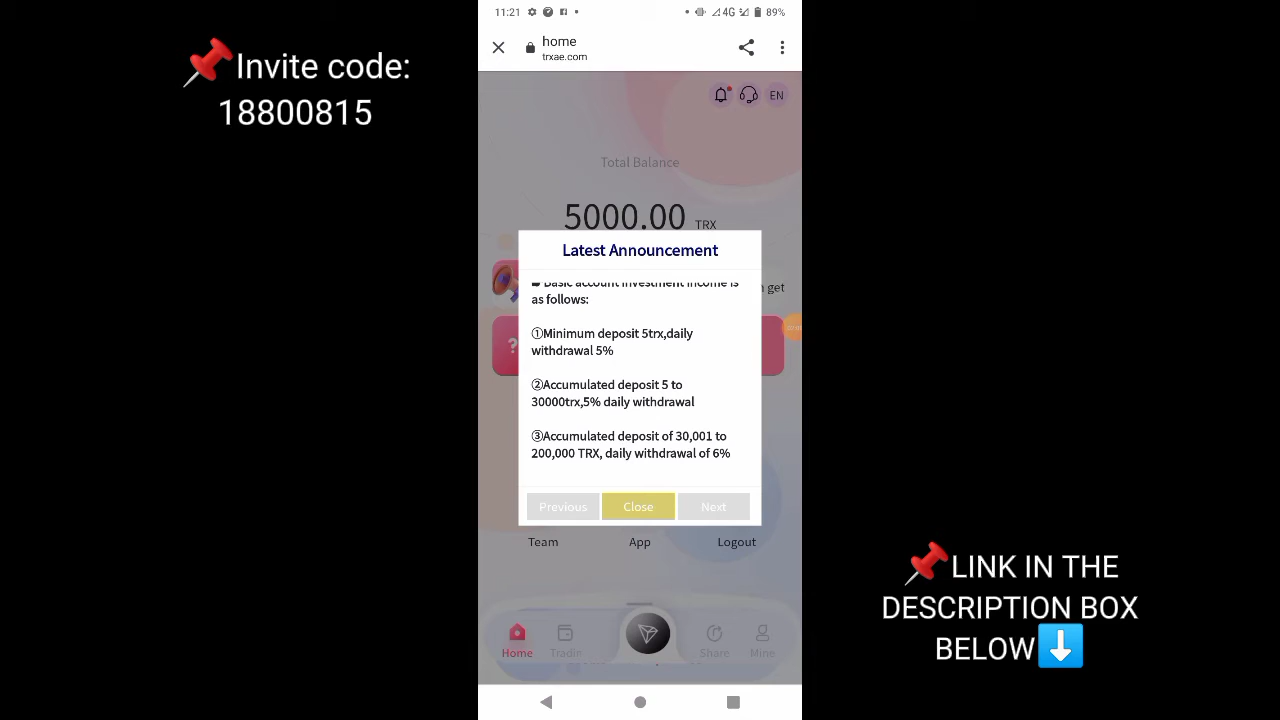 📌Invite code:
18800815
11:21
4G
89%
home
trxae.com
EN
Total Balance
5000.00 TRX
Latest Announcement
get
➡ Basic account investment income is
as follows:
①Minimum deposit 5trx,daily
withdrawal 5%
②Accumulated deposit 5 to
30000trx,5% daily withdrawal
③Accumulated deposit of 30,001 to
200,000 TRX, daily withdrawal of 6%
?
Previous Close Next
Team App Logout
Home Tradin Share Mine
📌LINK IN THE
DESCRIPTION BOX
BELOW⬇️